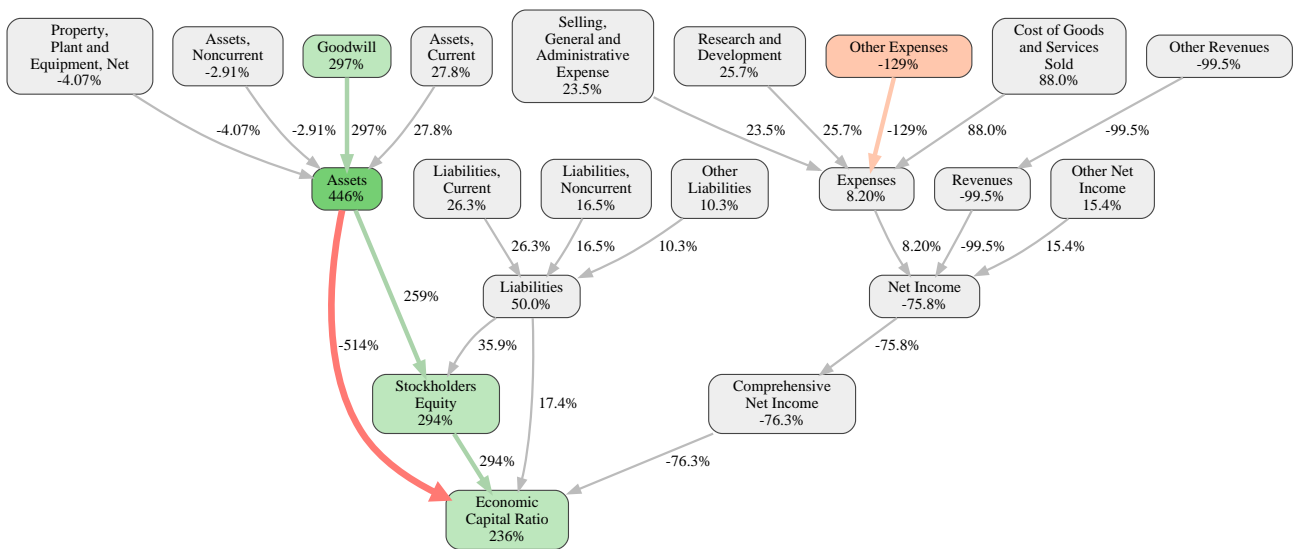 Property,
Plant and
Equipment, Net
-4.07%
Assets,
Noncurrent
-2.91%
Goodwill
297%
Assets,
Current
27.8%
Selling,
General and
Administrative
Expense
23.5%
Research and
Development
25.7%
Other Expenses
-129%
Cost of Goods
and Services
Sold
88.0%
Other Revenues
-99.5%
-4.07%
-2.91%
297%
27.8%
23.5%
25.7%
-129%
88.0%
-99.5%
Assets
446%
Liabilities,
Current
26.3%
Liabilities,
Noncurrent
16.5%
Other
Liabilities
10.3%
Expenses
8.20%
Revenues
-99.5%
Other Net
Income
15.4%
26.3%
16.5%
10.3%
8.20%
-99.5%
15.4%
Liabilities
50.0%
Net Income
-75.8%
259%
-514%
35.9%
-75.8%
Stockholders
Equity
294%
17.4%
Comprehensive
Net Income
-76.3%
294%
-76.3%
Economic
Capital Ratio
236%